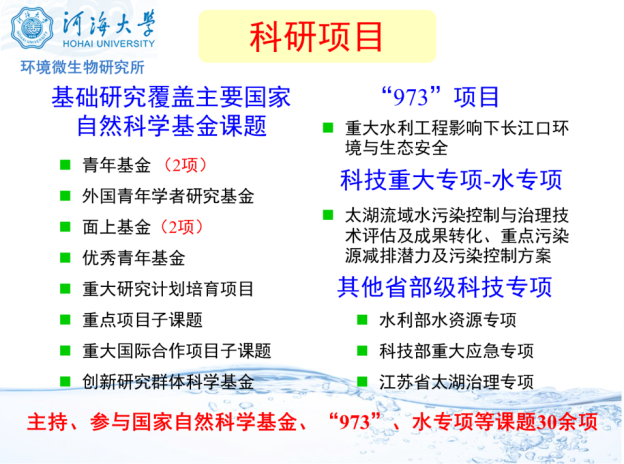 河海大学
HOHAI UNIVERSITY
环境微生物研究所
科研项目
基础研究覆盖主要国家
自然科学基金课题
青年基金（2项）
外国青年学者研究基金
面上基金（2项）
优秀青年基金
重大研究计划培育项目
重点项目子课题
重大国际合作项目子课题
创新研究群体科学基金
“973”项目
重大水利工程影响下长江口环
境与生态安全
科技重大专项-水专项
太湖流域水污染控制与治理技
术评估及成果转化、重点污染
源减排潜力及污染控制方案
其他省部级科技专项
水利部水资源专项
科技部重大应急专项
江苏省太湖治理专项
主持、参与国家自然科学基金、“973”、水专项等课题30余项